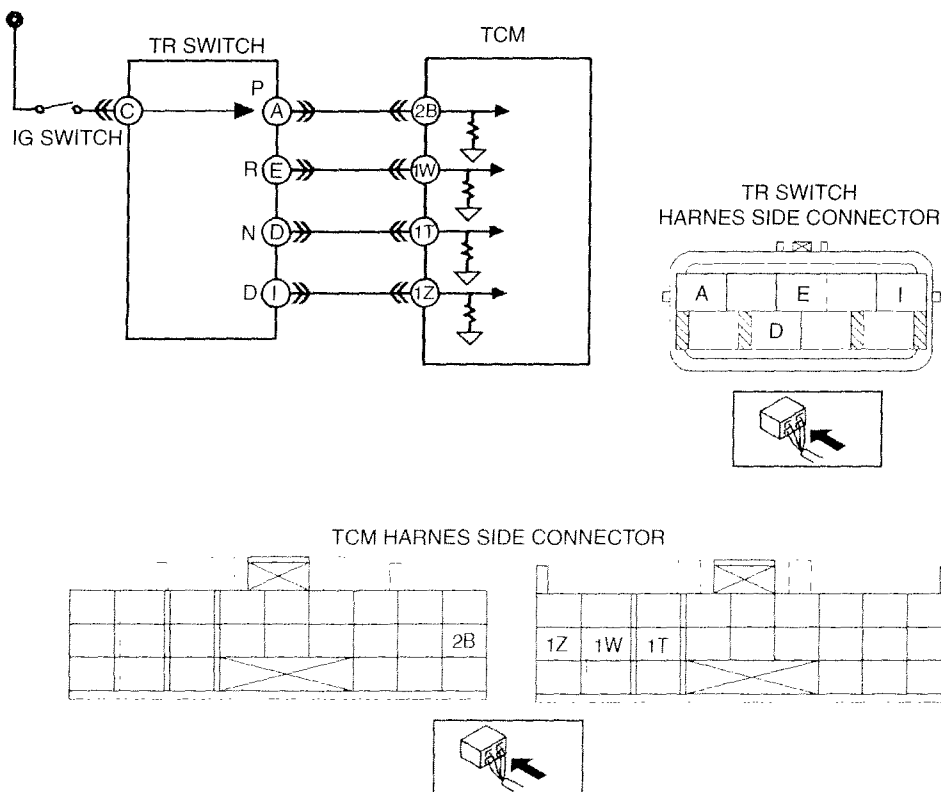 TR SWITCH
TCM
P
C
A
2B
IG SWITCH
R
E
1W
N
D
1T
D
I
1Z
TR SWITCH
HARNES SIDE CONNECTOR
A
E
I
D
TCM HARNES SIDE CONNECTOR
2B
1Z
1W
1T